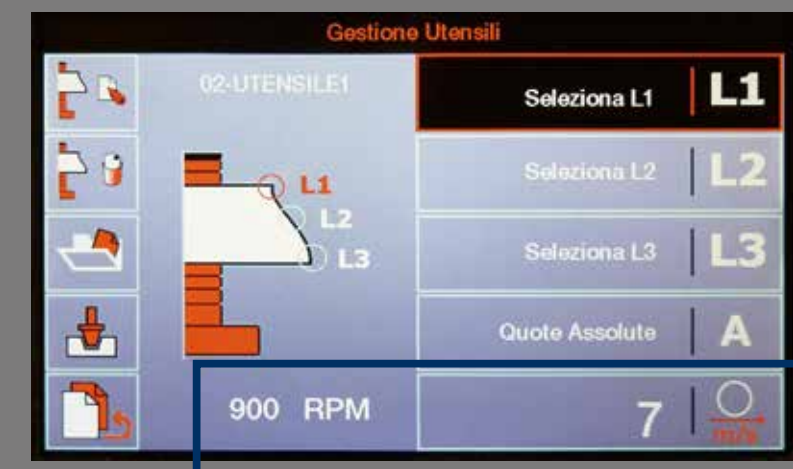 Gestione Utensili
02-UTENSILE1
L1
L2
L3
900 RPM
Seleziona L1 L1
Seleziona L2 L2
Seleziona L3 L3
Quote Assolute A
7 m/s